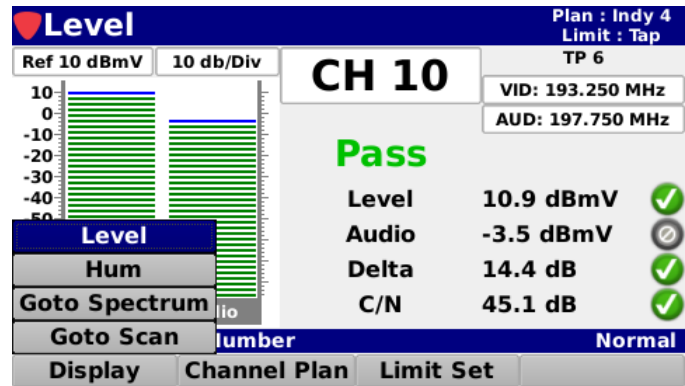 Level
Plan : Indy 4
Limit : Tap
Ref 10 dBmV
10 db/Div
CH 10
TP 6
VID: 193.250 MHz
AUD: 197.750 MHz
10
0
-10
-20
-30
-40
-50
Pass
Level 10.9 dBmV
Audio -3.5 dBmV
Delta 14.4 dB
C/N 45.1 dB
Level
Hum
Goto Spectrum
Goto Scan
Normal
Display
Channel Plan
Limit Set